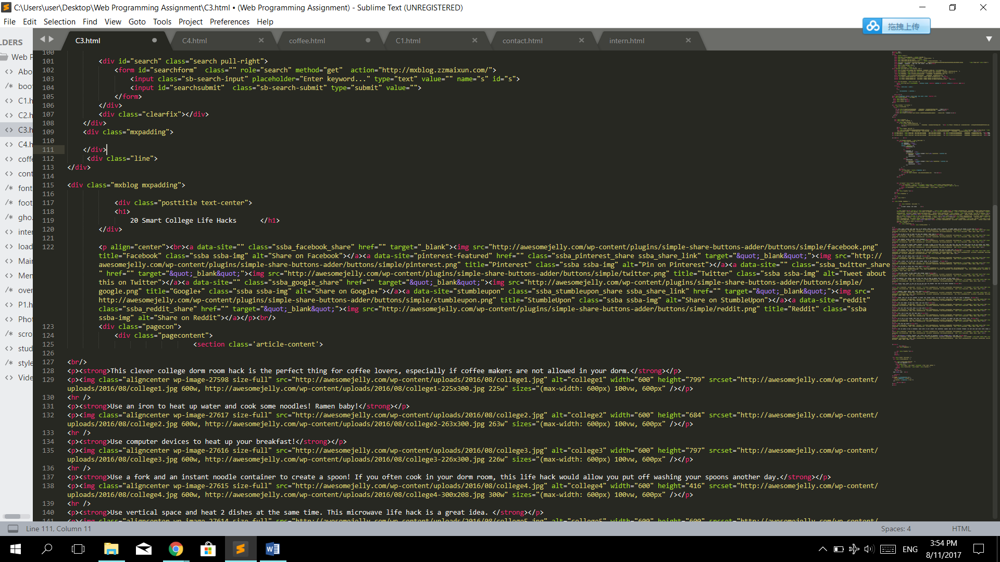 C:\Users\user\Desktop\Web Programming Assignment\C3.html • (Web Programming Assignment) - Sublime Text (UNREGISTERED)
File Edit Selection Find View Goto Tools Project Preferences Help
拖拽上传
LDERS
C3.html C4.html coffee.html C1.html contact.html intern.html
Web P
Abo
boo
C1.h
C2.h
C3.h
C4.h
coffe
cont
font
foot
gho.
inter
load
Mai
Men
over
P1.h
Pho
scro
stud
style
Vide
100
101 <div id="search" class="search pull-right">
102 <form id="searchform"  class="" role="search" method="get"  action="http://mxblog.zzmaixun.com/">
103 <input class="sb-search-input" placeholder="Enter keyword..." type="text" value="" name="s" id="s">
104 <input id="searchsubmit"  class="sb-search-submit" type="submit" value="">
105 </form>
106 </div>
107 <div class="clearfix"></div>
108 </div>
109 <div class="mxpadding">
110
111 </div>
112 <div class="line">
113 </div>
114
115 <div class="mxblog mxpadding">
116
117 <div class="posttitle text-center">
118 <h1>
119 20 Smart College Life Hacks      </h1>
120 </div>
121
122 <p align="center"><br><a data-site="" class="ssba_facebook_share" href="" target="_blank"><img src="http://awesomejelly.com/wp-content/plugins/simple-share-buttons-adder/buttons/simple/facebook.png"
title="Facebook" class="ssba ssba-img" alt="Share on Facebook"></a><a data-site="pinterest-featured" href="" class="ssba_pinterest_share ssba_share_link" target="&quot;_blank&quot;"><img src="http://
awesomejelly.com/wp-content/plugins/simple-share-buttons-adder/buttons/simple/pinterest.png" title="Pinterest" class="ssba ssba-img" alt="Pin on Pinterest"></a><a data-site="" class="ssba_twitter_share
" href="" target="&quot;_blank&quot;"><img src="http://awesomejelly.com/wp-content/plugins/simple-share-buttons-adder/buttons/simple/twitter.png" title="Twitter" class="ssba ssba-img" alt="Tweet about
this on Twitter"></a><a data-site="" class="ssba_google_share" href="" target="&quot;_blank&quot;"><img src="http://awesomejelly.com/wp-content/plugins/simple-share-buttons-adder/buttons/simple/
google.png" title="Google+" class="ssba ssba-img" alt="Share on Google+"></a><a data-site="stumbleupon" class="ssba_stumbleupon_share ssba_share_link" href="" target="&quot;_blank&quot;"><img src="
http://awesomejelly.com/wp-content/plugins/simple-share-buttons-adder/buttons/simple/stumbleupon.png" title="StumbleUpon" class="ssba ssba-img" alt="Share on StumbleUpon"></a><a data-site="reddit"
class="ssba_reddit_share" href="" target="&quot;_blank&quot;"><img src="http://awesomejelly.com/wp-content/plugins/simple-share-buttons-adder/buttons/simple/reddit.png" title="Reddit" class="ssba
ssba-img" alt="Share on Reddit"></a></p><br/>
123 <div class="pagecon">
124 <div class="pagecontent">
125 <section class='article-content'>
126
127 <br/>
128 <p><strong>This clever college dorm room hack is the perfect thing for coffee lovers, especially if coffee makers are not allowed in your dorm.</strong></p>
129 <p><img class="aligncenter wp-image-27598 size-full" src="http://awesomejelly.com/wp-content/uploads/2016/08/college1.jpg" alt="college1" width="600" height="799" srcset="http://awesomejelly.com/wp-content/
uploads/2016/08/college1.jpg 600w, http://awesomejelly.com/wp-content/uploads/2016/08/college1-225x300.jpg 225w" sizes="(max-width: 600px) 100vw, 600px" /></p>
130 <hr />
131 <p><strong>Use an iron to heat up water and cook some noodles! Ramen baby!</strong></p>
132 <p><img class="aligncenter wp-image-27617 size-full" src="http://awesomejelly.com/wp-content/uploads/2016/08/college2.jpg" alt="college2" width="600" height="684" srcset="http://awesomejelly.com/wp-content/
uploads/2016/08/college2.jpg 600w, http://awesomejelly.com/wp-content/uploads/2016/08/college2-263x300.jpg 263w" sizes="(max-width: 600px) 100vw, 600px" /></p>
133 <hr />
134 <p><strong>Use computer devices to heat up your breakfast!</strong></p>
135 <p><img class="aligncenter wp-image-27616 size-full" src="http://awesomejelly.com/wp-content/uploads/2016/08/college3.jpg" alt="college3" width="600" height="797" srcset="http://awesomejelly.com/wp-content/
uploads/2016/08/college3.jpg 600w, http://awesomejelly.com/wp-content/uploads/2016/08/college3-226x300.jpg 226w" sizes="(max-width: 600px) 100vw, 600px" /></p>
136 <hr />
137 <p><strong>Use a fork and an instant noodle container to create a spoon! If you often cook in your dorm room, this life hack would allow you put off washing your spoons another day.</strong></p>
138 <p><img class="aligncenter wp-image-27615 size-full" src="http://awesomejelly.com/wp-content/uploads/2016/08/college4.jpg" alt="college4" width="600" height="416" srcset="http://awesomejelly.com/wp-content/
uploads/2016/08/college4.jpg 600w, http://awesomejelly.com/wp-content/uploads/2016/08/college4-300x208.jpg 300w" sizes="(max-width: 600px) 100vw, 600px" /></p>
139 <hr />
140 <p><strong>Use vertical space and heat 2 dishes at the same time. This microwave life hack is a great idea. </strong></p>
141 <p><img class="aligncenter wp-image-27614 size-full" src="http://awesomejelly.com/wp-content/uploads/2016/08/college5.jpg" alt="college5" width="600" height="600" srcset="http://awesomejelly.com/wp-content/
Line 111, Column 11 Spaces: 4 HTML
ENG
3:54 PM
8/11/2017